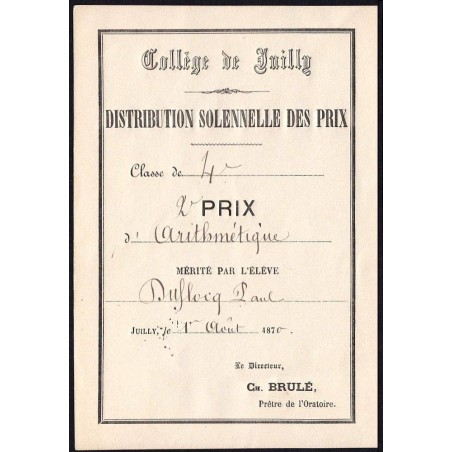 Collège de Juilly
DISTRIBUTION SOLENNELLE DES PRIX
Classe de 4e
2e PRIX
d'Arithmétique
MÉRITÉ PAR L'ÉLÈVE
Duflocq Paul
JUILLY, le 1er Août 1870.
Le Directeur,
CH. BRULÉ,
Prêtre de l'Oratoire.